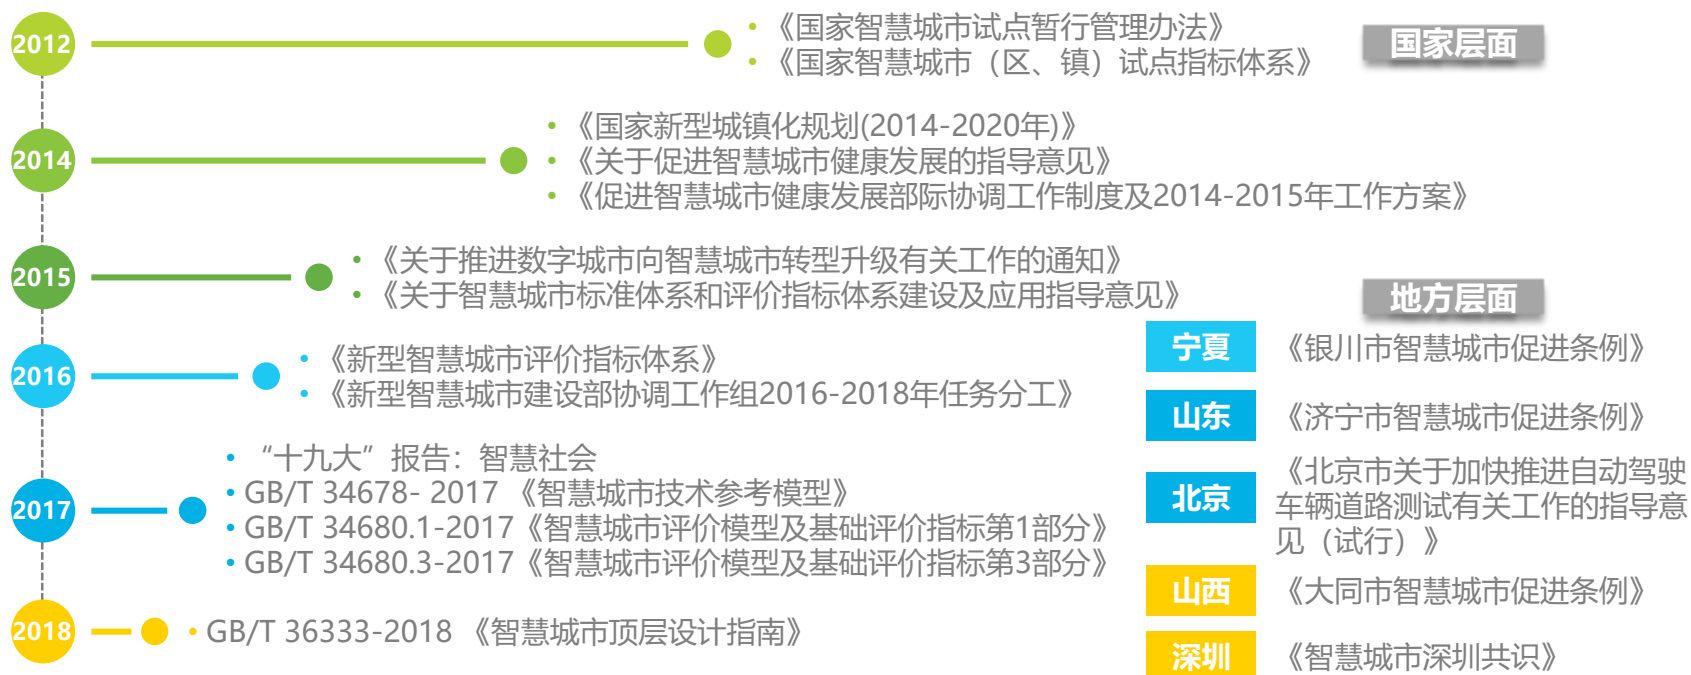 2012
《国家智慧城市试点暂行管理办法》
《国家智慧城市（区、镇）试点指标体系》
国家层面
2014
《国家新型城镇化规划(2014-2020年)》
《关于促进智慧城市健康发展的指导意见》
《促进智慧城市健康发展部际协调工作制度及2014-2015年工作方案》
2015
《关于推进数字城市向智慧城市转型升级有关工作的通知》
《关于智慧城市标准体系和评价指标体系建设及应用指导意见》
2016
《新型智慧城市评价指标体系》
《新型智慧城市建设部协调工作组2016-2018年任务分工》
2017
“十九大”报告：智慧社会
GB/T 34678- 2017 《智慧城市技术参考模型》
GB/T 34680.1-2017《智慧城市评价模型及基础评价指标第1部分》
GB/T 34680.3-2017《智慧城市评价模型及基础评价指标第3部分》
2018
GB/T 36333-2018 《智慧城市顶层设计指南》
地方层面
宁夏 《银川市智慧城市促进条例》
山东 《济宁市智慧城市促进条例》
北京 《北京市关于加快推进自动驾驶
车辆道路测试有关工作的指导意
见（试行）》
山西 《大同市智慧城市促进条例》
深圳 《智慧城市深圳共识》